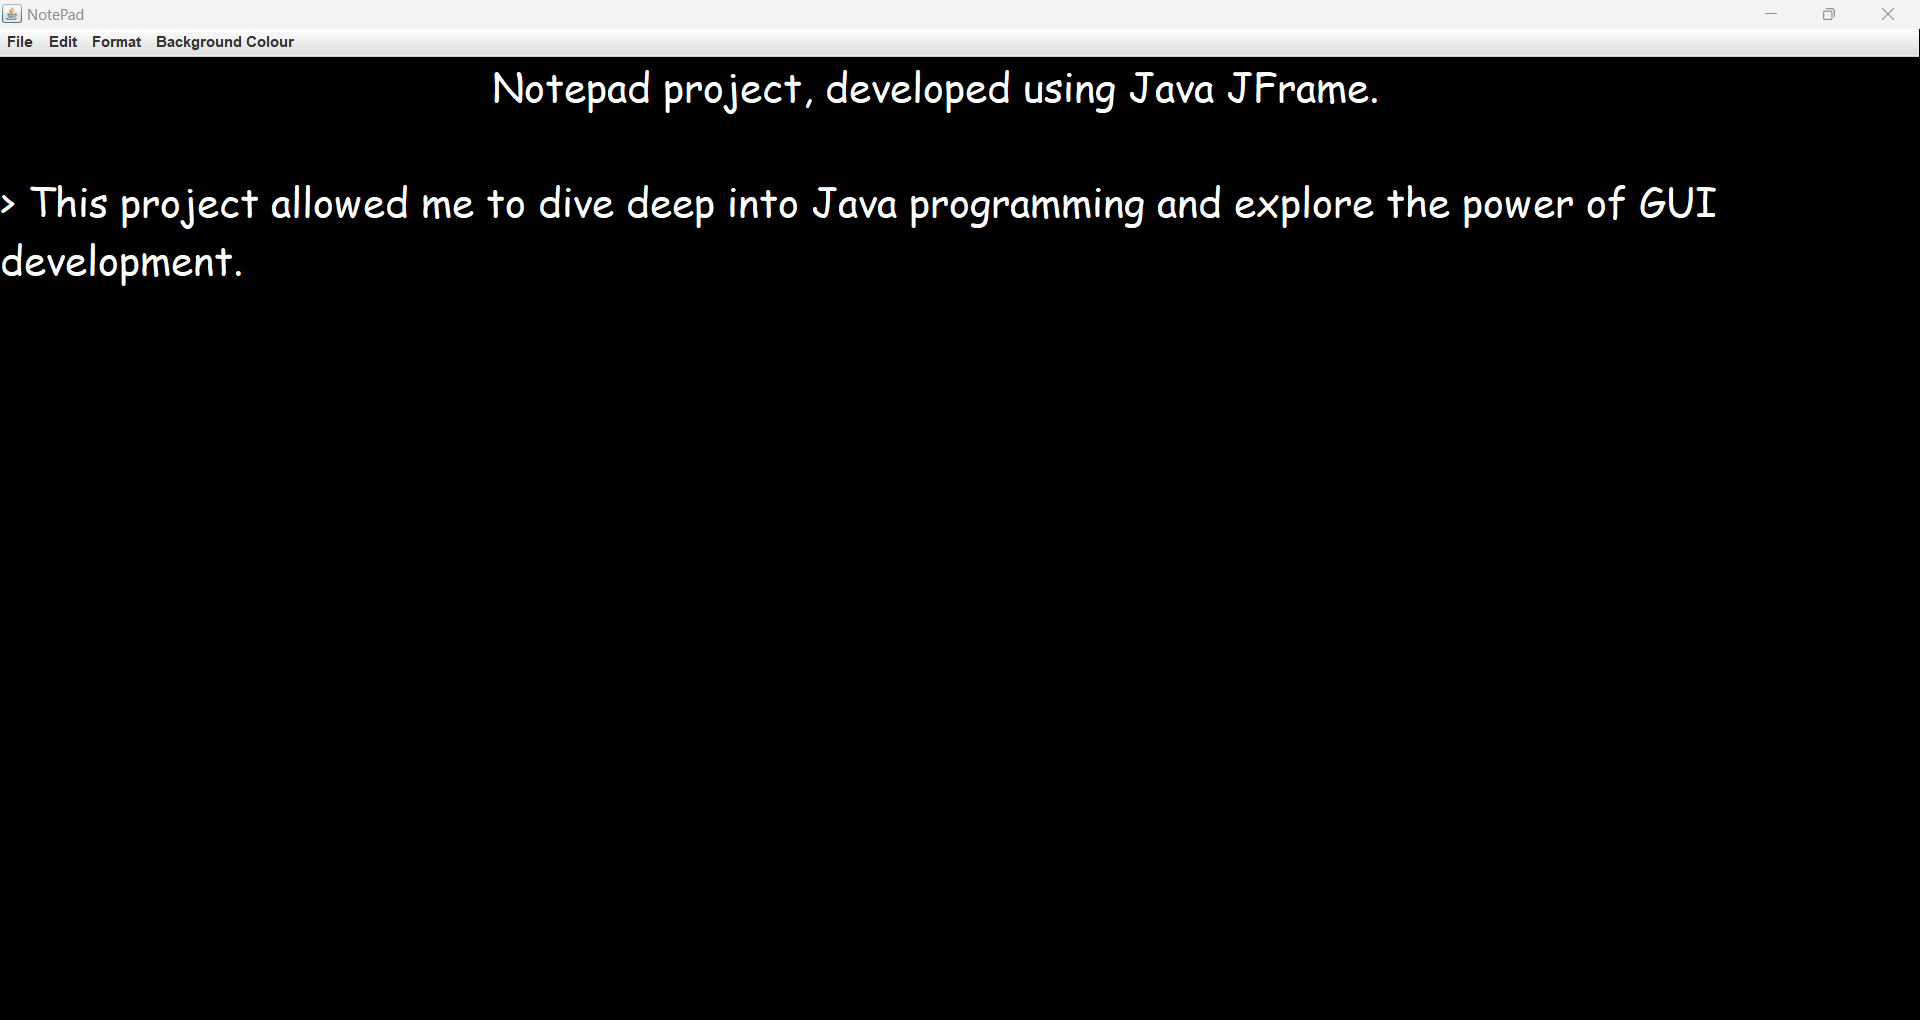 NotePad
File Edit Format Background Colour
Notepad project, developed using Java JFrame.
> This project allowed me to dive deep into Java programming and explore the power of GUI
development.